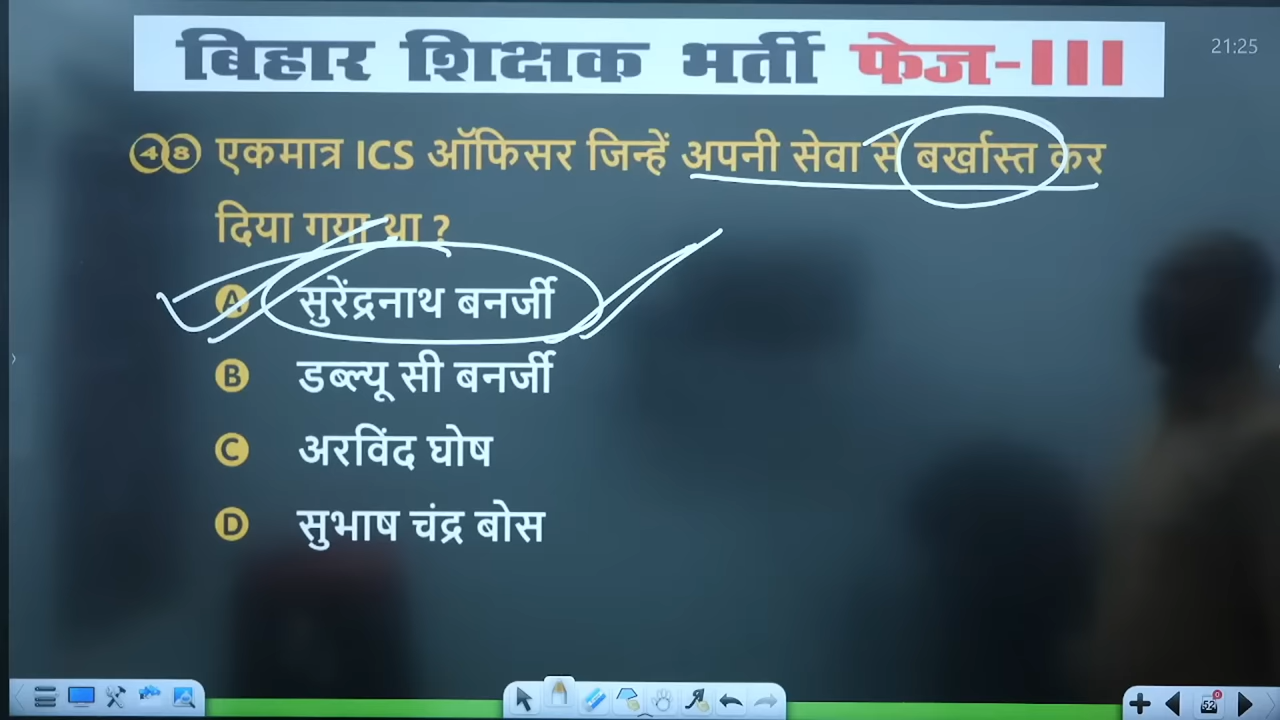 बिहार शिक्षक भर्ती फेज-III
21:25
48 एकमात्र ICS ऑफिसर जिन्हें अपनी सेवा से बर्खास्त कर
दिया गया था ?
A सुरेंद्रनाथ बनर्जी
B डब्ल्यू सी बनर्जी
C अरविंद घोष
D सुभाष चंद्र बोस
52